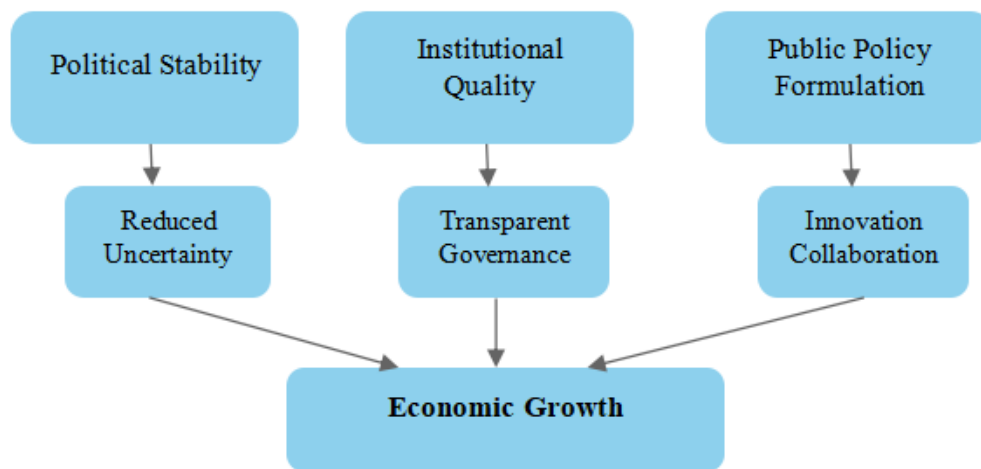 Political Stability
Institutional
Quality
Public Policy
Formulation
Reduced
Uncertainty
Transparent
Governance
Innovation
Collaboration
Economic Growth